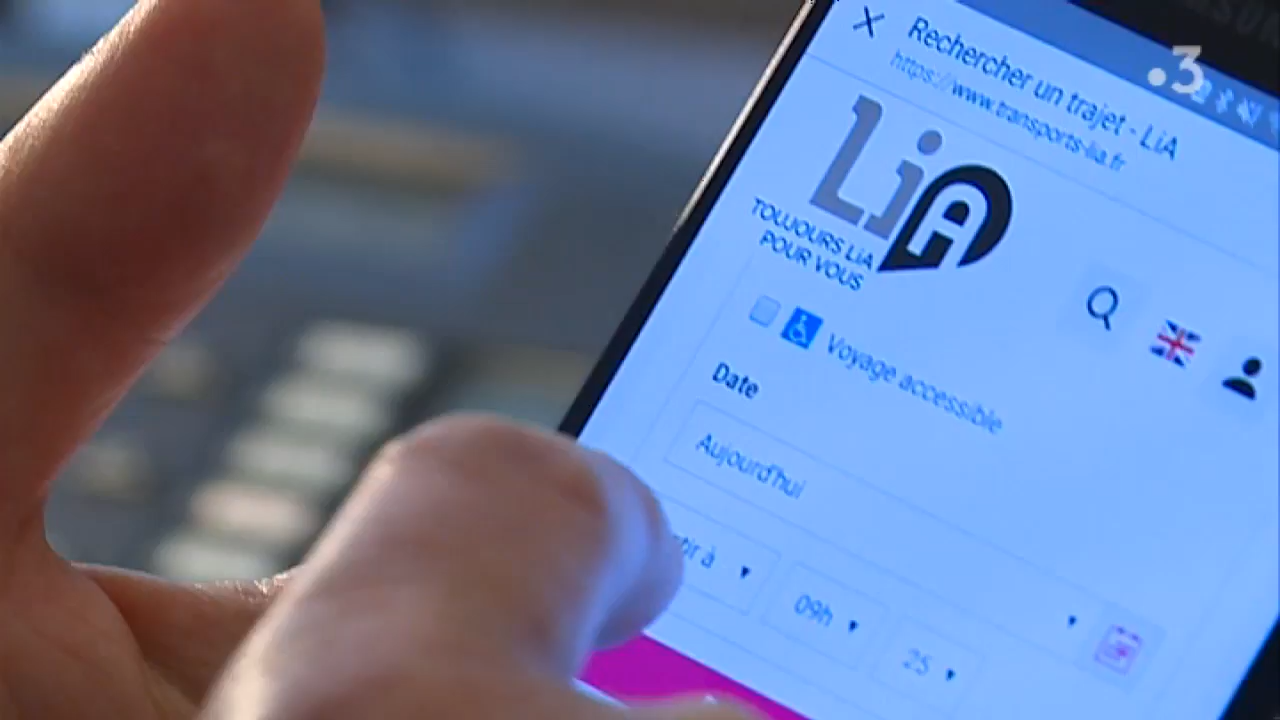 Rechercher un trajet - LiA
https://www.transports-lia.fr
.3
LiA
TOUJOURS LiA
POUR VOUS
Voyage accessible
Date
Aujourd'hui
09h
25